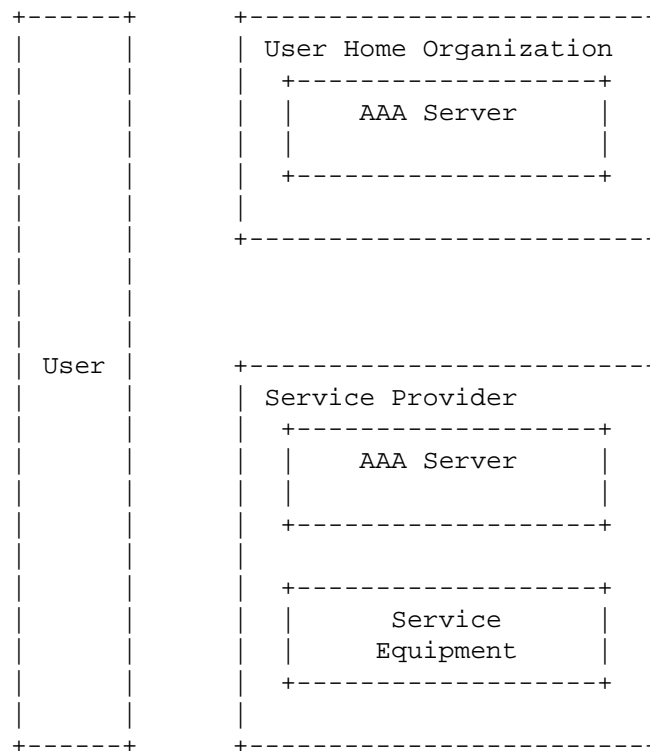 User Home Organization
AAA Server
User
Service Provider
AAA Server
Service
Equipment